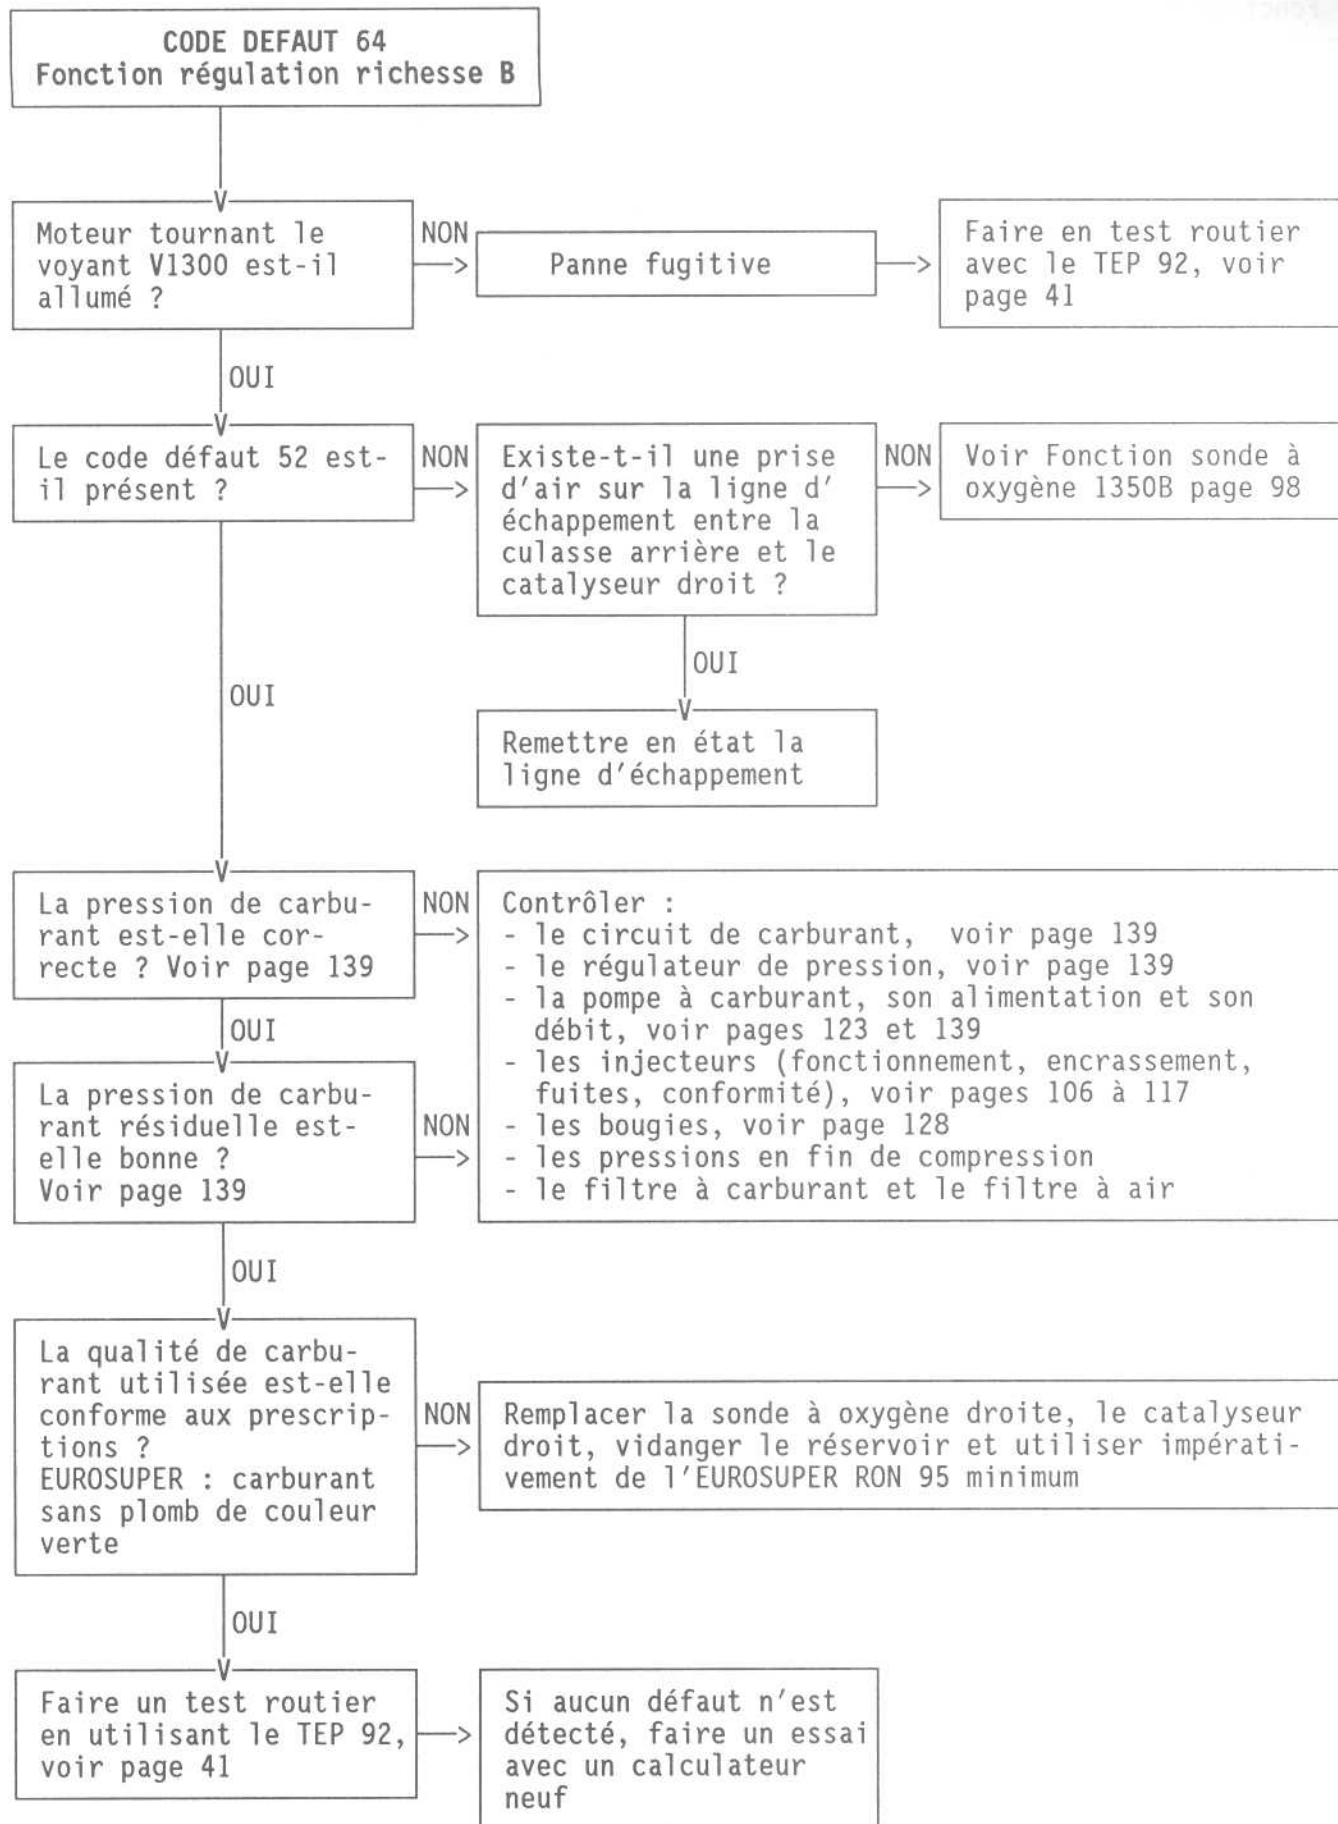 CODE DEFAUT 64
Fonction régulation richesse B
Moteur tournant le
voyant V1300 est-il
allumé ?
NON
Panne fugitive
Faire en test routier
avec le TEP 92, voir
page 41
OUI
Le code défaut 52 est-
il présent ?
NON
Existe-t-il une prise
d'air sur la ligne d'
échappement entre la
culasse arrière et le
catalyseur droit ?
NON
Voir Fonction sonde à
oxygène 1350B page 98
OUI
OUI
Remettre en état la
ligne d'échappement
La pression de carbu-
rant est-elle cor-
recte ? Voir page 139
NON
Contrôler :
- le circuit de carburant, voir page 139
- le régulateur de pression, voir page 139
- la pompe à carburant, son alimentation et son
débit, voir pages 123 et 139
- les injecteurs (fonctionnement, encrassement,
fuites, conformité), voir pages 106 à 117
- les bougies, voir page 128
- les pressions en fin de compression
- le filtre à carburant et le filtre à air
OUI
La pression de carbu-
rant résiduelle est-
elle bonne ?
Voir page 139
NON
OUI
La qualité de carbu-
rant utilisée est-elle
conforme aux prescrip-
tions ?
EUROSUPER : carburant
sans plomb de couleur
verte
NON
Remplacer la sonde à oxygène droite, le catalyseur
droit, vidanger le réservoir et utiliser impérati-
vement de l'EUROSUPER RON 95 minimum
OUI
Faire un test routier
en utilisant le TEP 92,
voir page 41
Si aucun défaut n'est
détecté, faire un essai
avec un calculateur
neuf